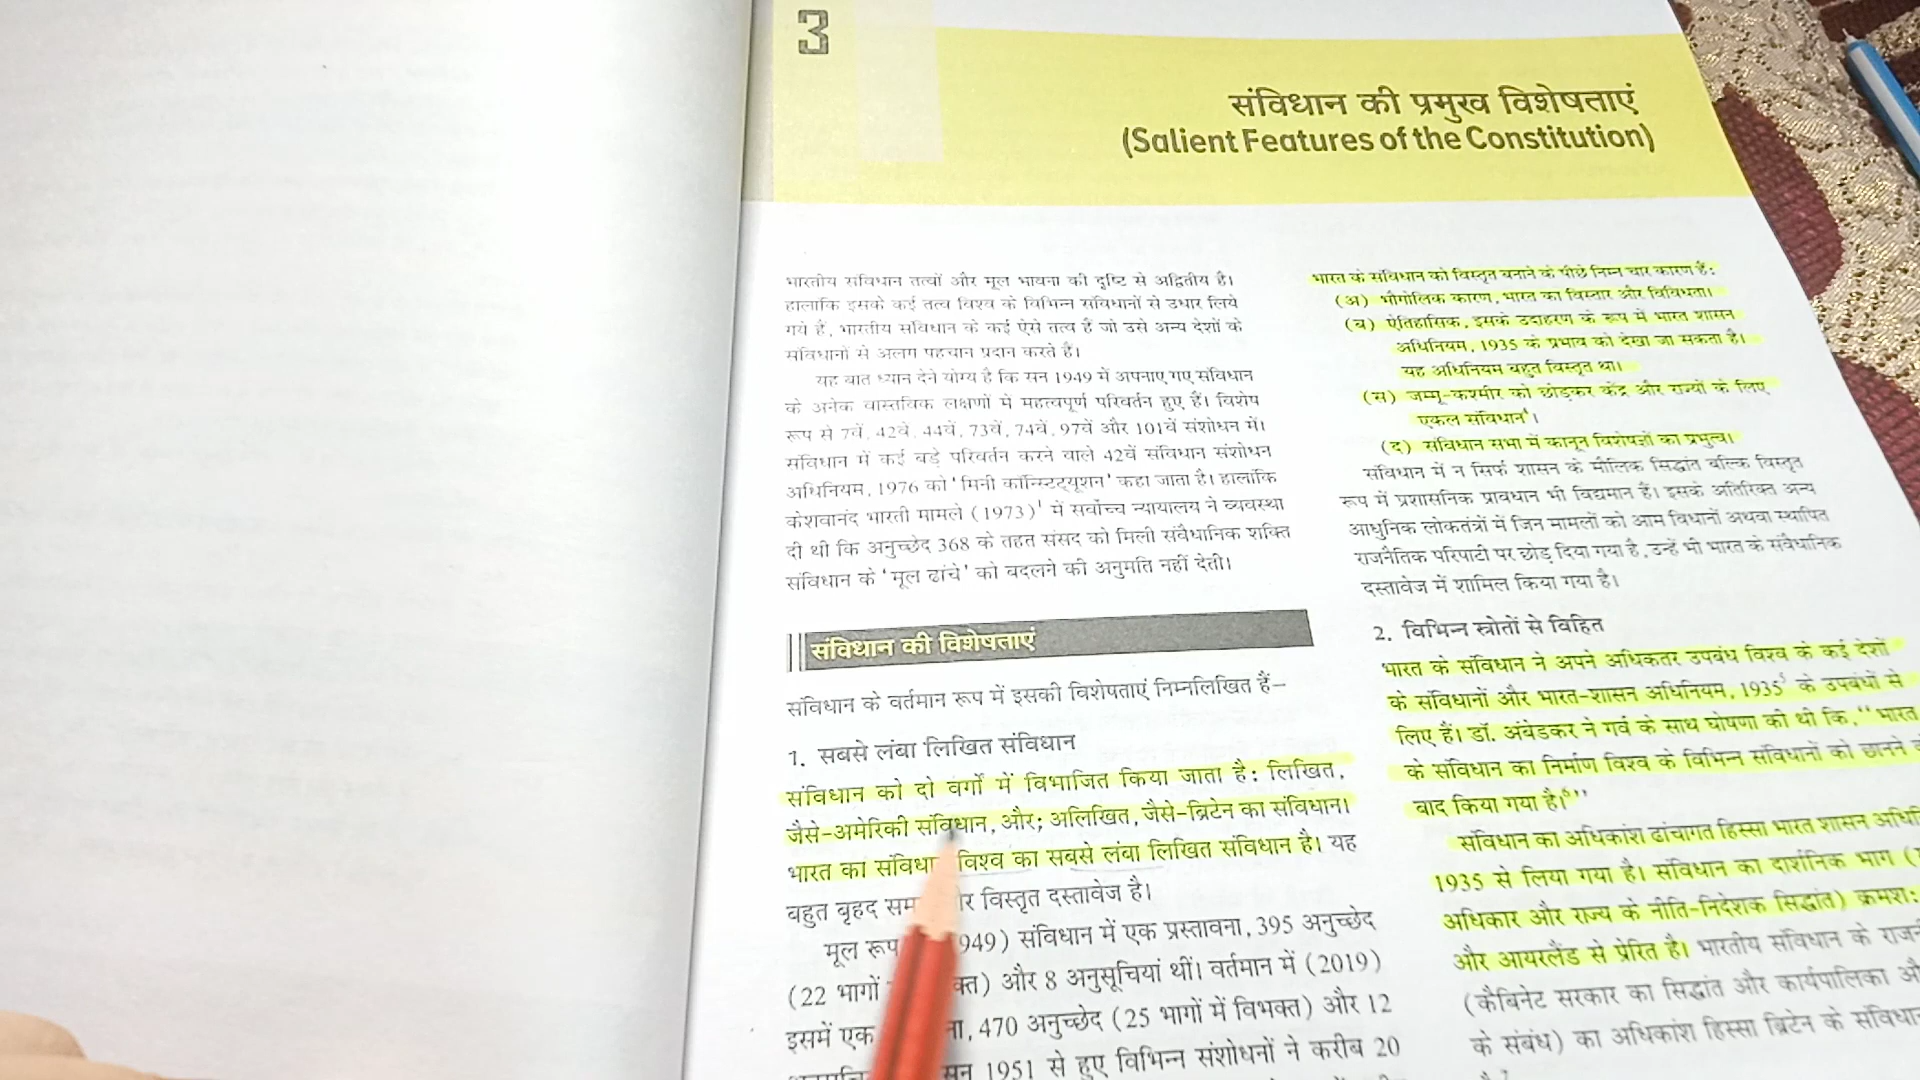 3
संविधान की प्रमुख विशेषताएं
(Salient Features of the Constitution)
भारतीय संविधान तत्वों और मूल भावना की दृष्टि से अद्वितीय है।
हालांकि इसके कई तत्व विश्व के विभिन्न संविधानों से उधार लिये
गये हैं, भारतीय संविधान के कई ऐसे तत्व हैं जो उसे अन्य देशों के
संविधानों से अलग पहचान प्रदान करते हैं।
यह बात ध्यान देने योग्य है कि सन 1949 में अपनाए गए संविधान
के अनेक वास्तविक लक्षणों में महत्वपूर्ण परिवर्तन हुए हैं। विशेष
रूप से 7वें, 42वें, 44वें, 73वें, 74वें, 97वें और 101वें संशोधन में।
संविधान में कई बड़े परिवर्तन करने वाले 42वें संविधान संशोधन
अधिनियम, 1976 को 'मिनी कॉन्स्टिट्यूशन' कहा जाता है। हालांकि
केशवानंद भारती मामले (1973)¹ में सर्वोच्च न्यायालय ने व्यवस्था
दी थी कि अनुच्छेद 368 के तहत संसद को मिली संवैधानिक शक्ति
संविधान के 'मूल ढांचे' को बदलने की अनुमति नहीं देती।
संविधान की विशेषताएं
संविधान के वर्तमान रूप में इसकी विशेषताएं निम्नलिखित हैं–
1. सबसे लंबा लिखित संविधान
संविधान को दो वर्गों में विभाजित किया जाता है: लिखित,
जैसे–अमेरिकी संविधान, और; अलिखित, जैसे–ब्रिटेन का संविधान।
भारत का संविधा विश्व का सबसे लंबा लिखित संविधान है। यह
बहुत बृहद सम र विस्तृत दस्तावेज है।
मूल रूप 949) संविधान में एक प्रस्तावना, 395 अनुच्छेद
(22 भागों क्त) और 8 अनुसूचियां थीं। वर्तमान में (2019)
इसमें एक ना, 470 अनुच्छेद (25 भागों में विभक्त) और 12
सन 1951 से हुए विभिन्न संशोधनों ने करीब 20
भारत के संविधान को विस्तृत बनाने के पीछे निम्न चार कारण हैं:
(अ) भौगोलिक कारण, भारत का विस्तार और विविधता।
(ब) ऐतिहासिक, इसके उदाहरण के रूप में भारत शासन
अधिनियम, 1935 के प्रभाव को देखा जा सकता है।
यह अधिनियम बहुत विस्तृत था।
(स) जम्मू-कश्मीर को छोड़कर केंद्र और राज्यों के लिए
एकल संविधान⁴।
(द) संविधान सभा में कानून विशेषज्ञों का प्रभुत्व।
संविधान में न सिर्फ शासन के मौलिक सिद्धांत बल्कि विस्तृत
रूप में प्रशासनिक प्रावधान भी विद्यमान हैं। इसके अतिरिक्त अन्य
आधुनिक लोकतंत्रों में जिन मामलों को आम विधानों अथवा स्थापित
राजनैतिक परिपाटी पर छोड़ दिया गया है, उन्हें भी भारत के संवैधानिक
दस्तावेज में शामिल किया गया है।
2. विभिन्न स्त्रोतों से विहित
भारत के संविधान ने अपने अधिकतर उपबंध विश्व के कई देशों
के संविधानों और भारत-शासन अधिनियम, 1935⁵ के उपबंधों से
लिए हैं। डॉ. अंबेडकर ने गर्व के साथ घोषणा की थी कि, ''भारत
के संविधान का निर्माण विश्व के विभिन्न संविधानों को छानने के
बाद किया गया है।⁶''
संविधान का अधिकांश ढांचागत हिस्सा भारत शासन अधि
1935 से लिया गया है। संविधान का दार्शनिक भाग (
अधिकार और राज्य के नीति-निदेशक सिद्धांत) क्रमश:
और आयरलैंड से प्रेरित है। भारतीय संविधान के राज
(कैबिनेट सरकार का सिद्धांत और कार्यपालिका औ
के संबंध) का अधिकांश हिस्सा ब्रिटेन के संविधान